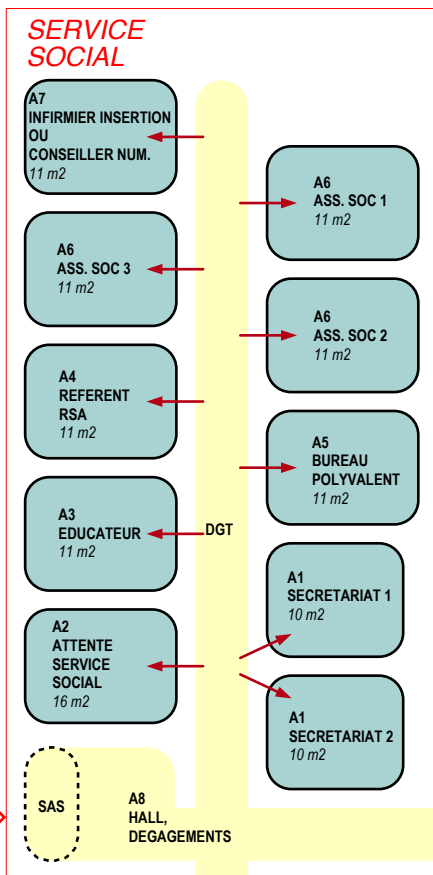 SERVICE
SOCIAL
A7
INFIRMIER INSERTION
OU
CONSEILLER NUM.
11 m2
A6
ASS. SOC 1
11 m2
A6
ASS. SOC 3
11 m2
A6
ASS. SOC 2
11 m2
A4
REFERENT
RSA
11 m2
A5
BUREAU
POLYVALENT
11 m2
A3
EDUCATEUR
11 m2
DGT
A1
SECRETARIAT 1
10 m2
A2
ATTENTE
SERVICE
SOCIAL
16 m2
A1
SECRETARIAT 2
10 m2
SAS
A8
HALL,
DEGAGEMENTS